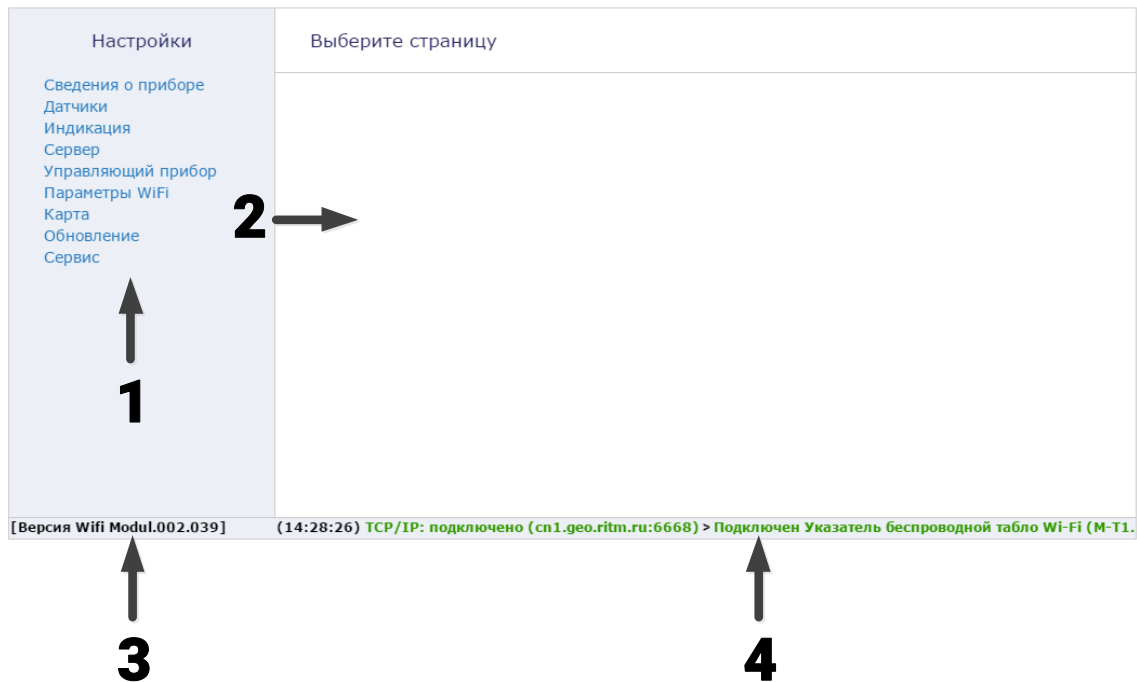 Настройки
Выберите страницу
Сведения о приборе
Датчики
Индикация
Сервер
Управляющий прибор
Параметры WiFi
Карта
Обновление
Сервис
2
1
[Версия Wifi Modul.002.039]
(14:28:26) TCP/IP: подключено (cn1.geo.ritm.ru:6668) > Подключен Указатель беспроводной табло Wi-Fi (М-Т1.
3
4